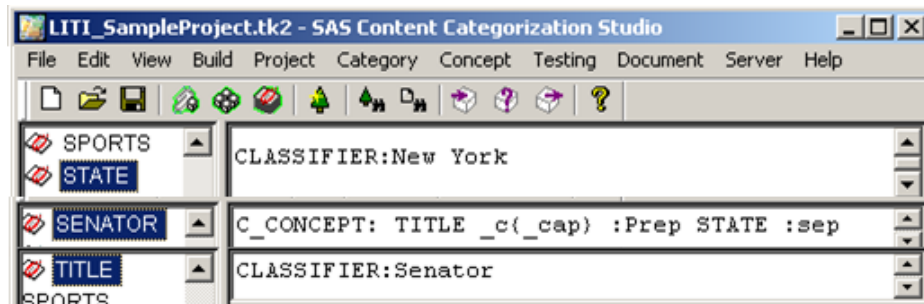 LITI_SampleProject.tk2 - SAS Content Categorization Studio
File Edit View Build Project Category Concept Testing Document Server Help
SPORTS
STATE
CLASSIFIER:New York
SENATOR
C_CONCEPT: TITLE _c{_cap} :Prep STATE :sep
TITLE
CLASSIFIER:Senator
SPORTS